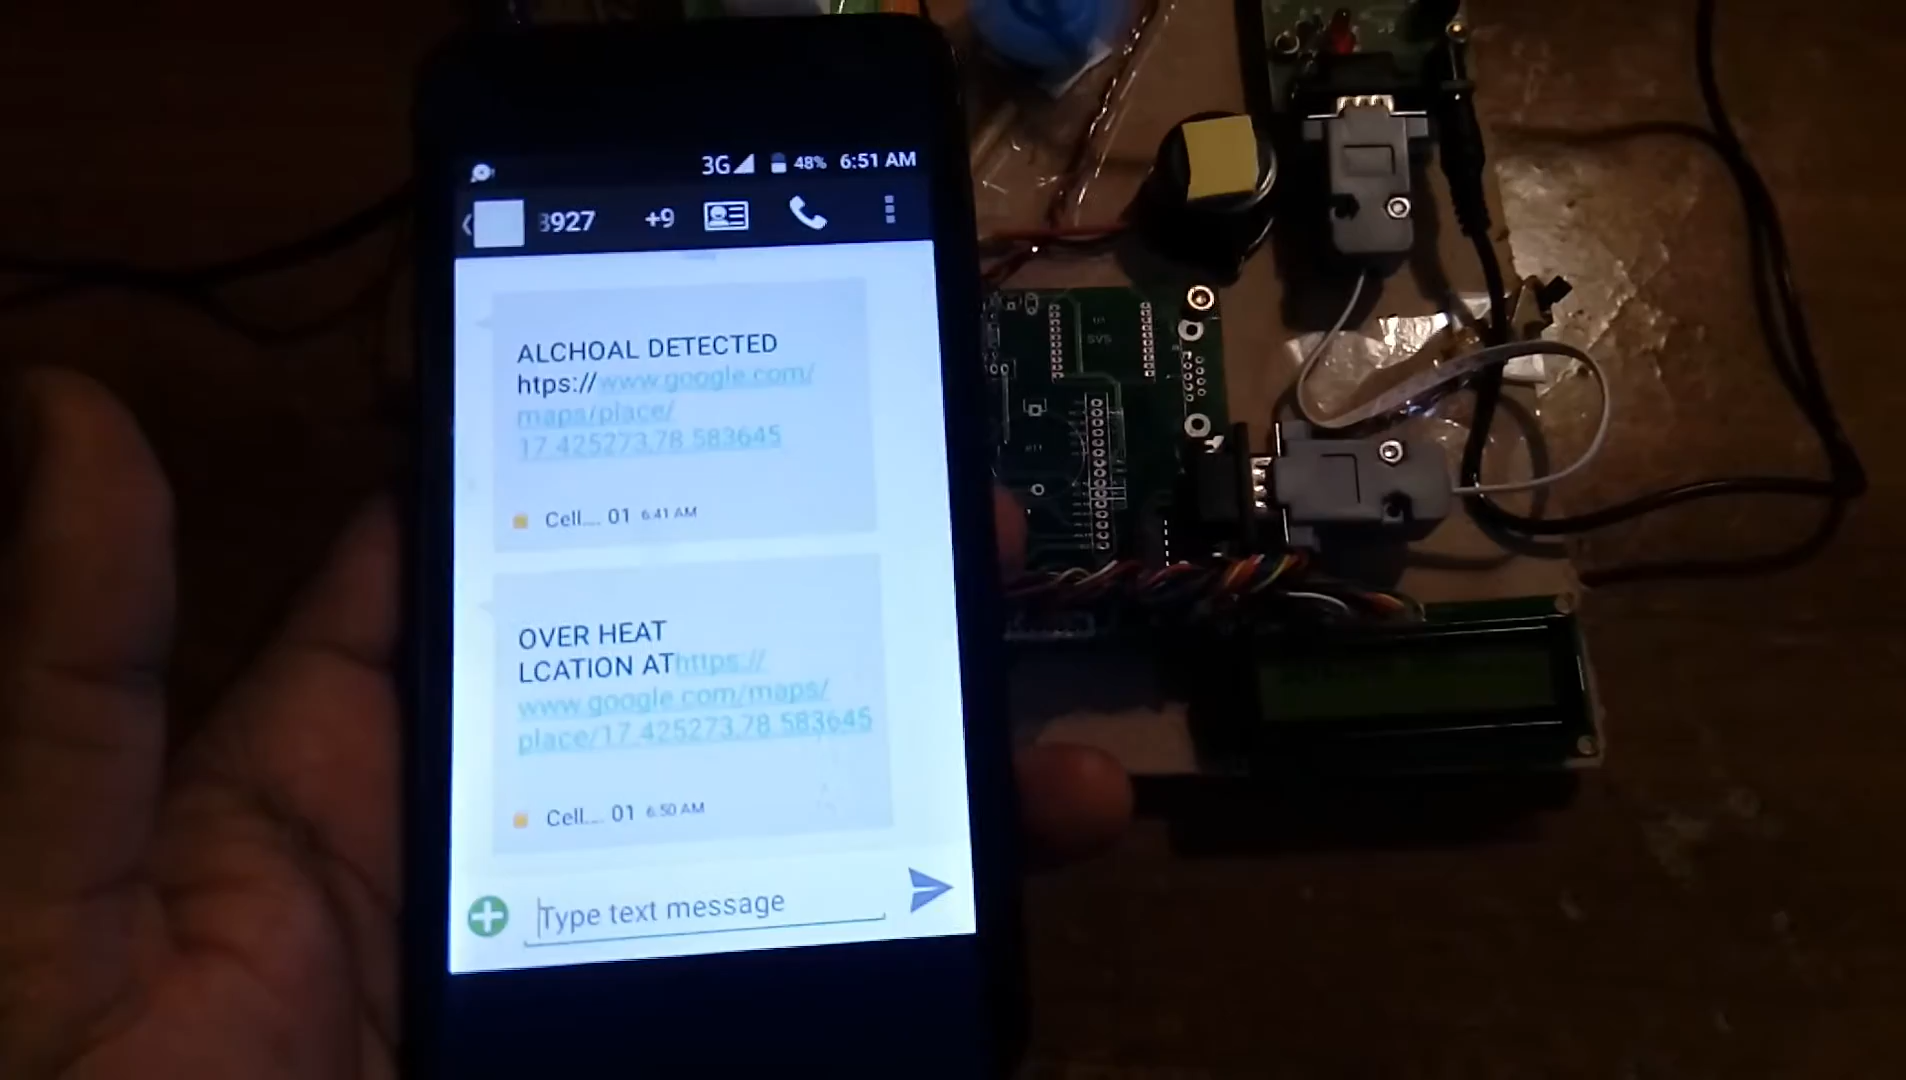 3G 48% 6:51 AM
3927 +9
ALCHOAL DETECTED
htps://www.google.com/
maps/place/
17.425273,78.583645
Cell.... 01 6:41 AM
OVER HEAT
LCATION AThttps://
www.google.com/maps/
place/17.425273,78.583645
Cell.... 01 6:50 AM
Type text message
SVS